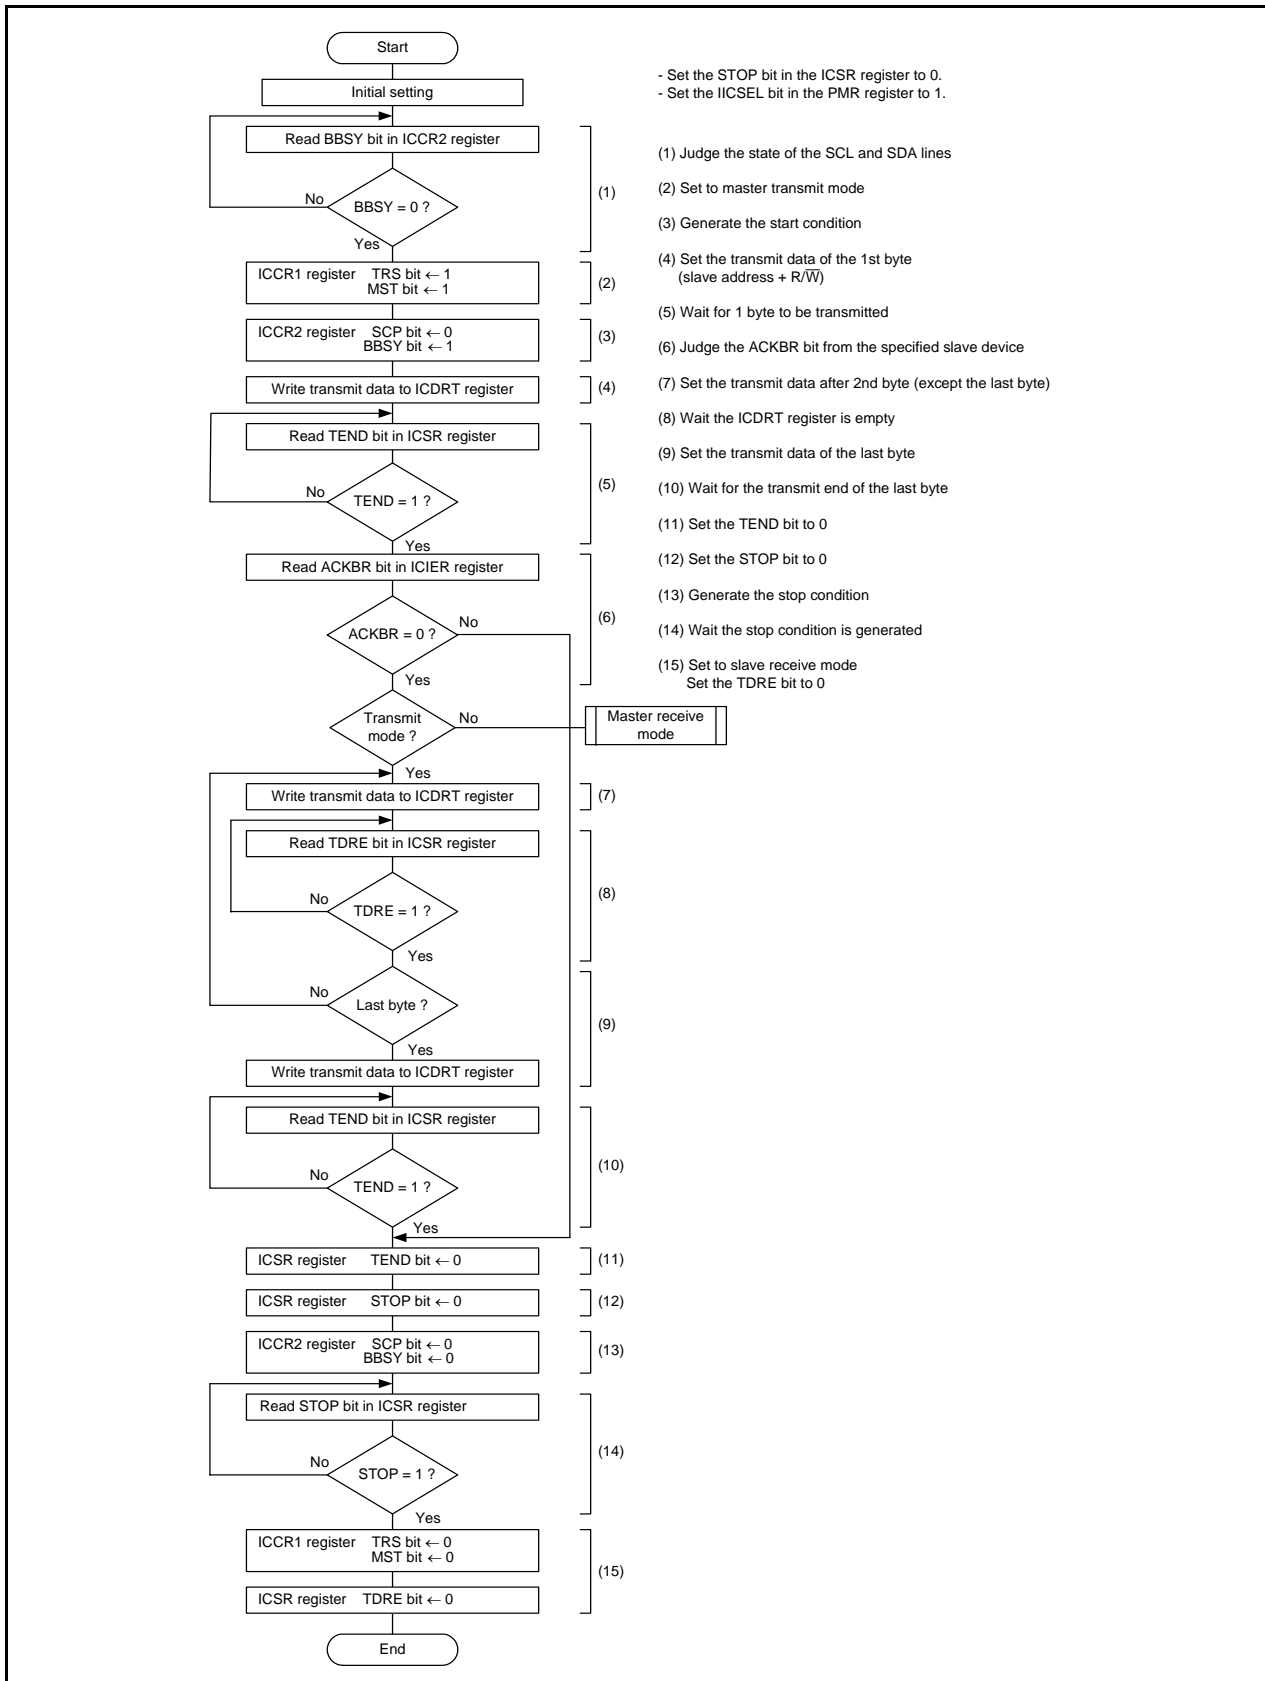 Start
- Set the STOP bit in the ICSR register to 0.
- Set the IICSEL bit in the PMR register to 1.
Initial setting
Read BBSY bit in ICCR2 register
No
BBSY = 0 ?
Yes
(1)
ICCR1 register TRS bit ← 1
MST bit ← 1
(2)
ICCR2 register SCP bit ← 0
BBSY bit ← 1
(3)
Write transmit data to ICDRT register
(4)
Read TEND bit in ICSR register
No
TEND = 1 ?
Yes
(5)
Read ACKBR bit in ICIER register
ACKBR = 0 ?
No
Yes
(6)
Transmit
mode ?
No
Master receive
mode
Yes
Write transmit data to ICDRT register
(7)
Read TDRE bit in ICSR register
No
TDRE = 1 ?
Yes
(8)
No
Last byte ?
Yes
(9)
Write transmit data to ICDRT register
Read TEND bit in ICSR register
No
TEND = 1 ?
Yes
(10)
ICSR register TEND bit ← 0
(11)
ICSR register STOP bit ← 0
(12)
ICCR2 register SCP bit ← 0
BBSY bit ← 0
(13)
Read STOP bit in ICSR register
No
STOP = 1 ?
Yes
(14)
ICCR1 register TRS bit ← 0
MST bit ← 0
(15)
ICSR register TDRE bit ← 0
End
(1) Judge the state of the SCL and SDA lines
(2) Set to master transmit mode
(3) Generate the start condition
(4) Set the transmit data of the 1st byte
(slave address + R/W̅)
(5) Wait for 1 byte to be transmitted
(6) Judge the ACKBR bit from the specified slave device
(7) Set the transmit data after 2nd byte (except the last byte)
(8) Wait the ICDRT register is empty
(9) Set the transmit data of the last byte
(10) Wait for the transmit end of the last byte
(11) Set the TEND bit to 0
(12) Set the STOP bit to 0
(13) Generate the stop condition
(14) Wait the stop condition is generated
(15) Set to slave receive mode
Set the TDRE bit to 0